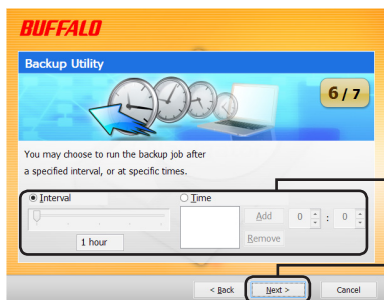 BUFFALO
Backup Utility
6 / 7
You may choose to run the backup job after
a specified interval, or at specific times.
Interval
Time
Add
0 : 0
1 hour
Remove
< Back
Next >
Cancel